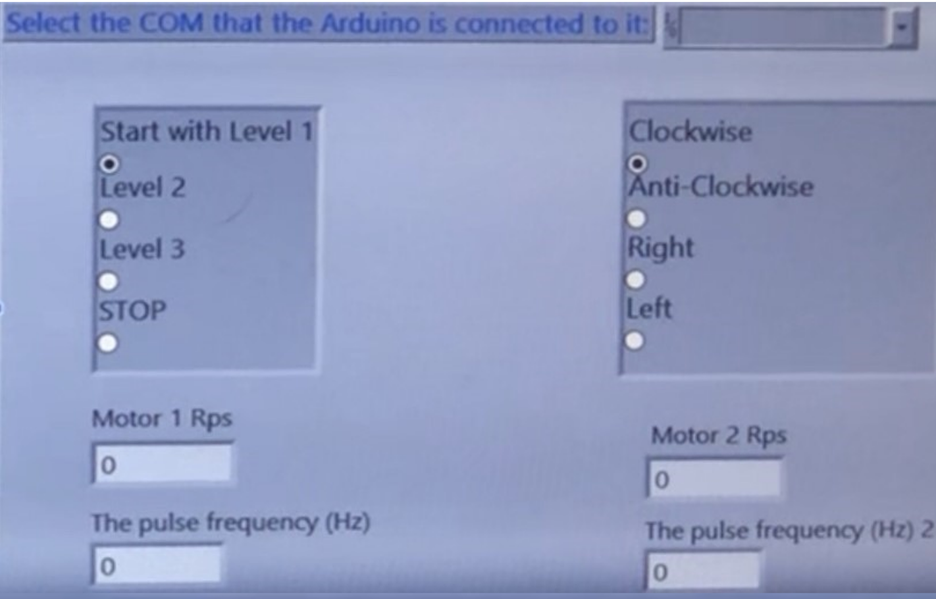 Select the COM that the Arduino is connected to it:
Start with Level 1
Level 2
Level 3
STOP
Clockwise
Anti-Clockwise
Right
Left
Motor 1 Rps
0
The pulse frequency (Hz)
0
Motor 2 Rps
0
The pulse frequency (Hz) 2
0